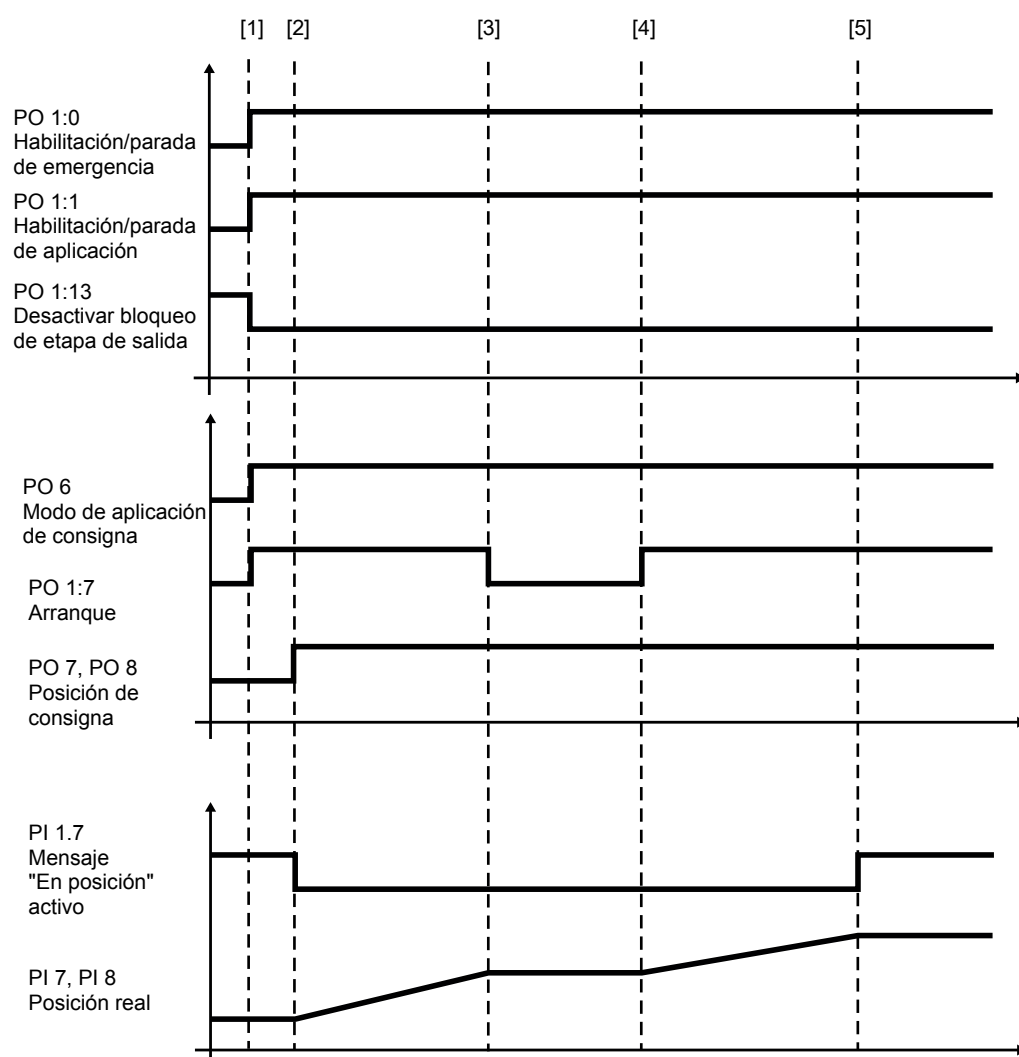 [1] [2] [3] [4] [5]
PO 1:0
Habilitación/parada
de emergencia
PO 1:1
Habilitación/parada
de aplicación
PO 1:13
Desactivar bloqueo
de etapa de salida
PO 6
Modo de aplicación
de consigna
PO 1:7
Arranque
PO 7, PO 8
Posición de
consigna
PI 1.7
Mensaje
"En posición"
activo
PI 7, PI 8
Posición real